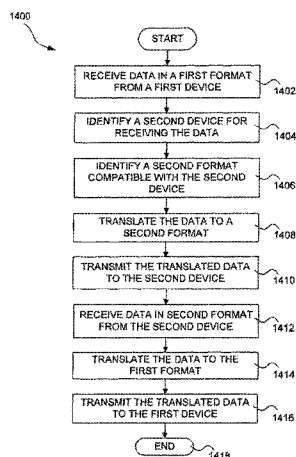 1400
START
RECEIVE DATA IN A FIRST FORMAT
FROM A FIRST DEVICE
1402
IDENTIFY A SECOND DEVICE FOR
RECEIVING THE DATA
1404
IDENTIFY A SECOND FORMAT
COMPATIBLE WITH THE SECOND
DEVICE
1406
TRANSLATE THE DATA TO A
SECOND FORMAT
1408
TRANSMIT THE TRANSLATED DATA
TO THE SECOND DEVICE
1410
RECEIVE DATA IN SECOND FORMAT
FROM THE SECOND DEVICE
1412
TRANSLATE THE DATA TO THE
FIRST FORMAT
1414
TRANSMIT THE TRANSLATED DATA
TO THE FIRST DEVICE
1416
END
1418